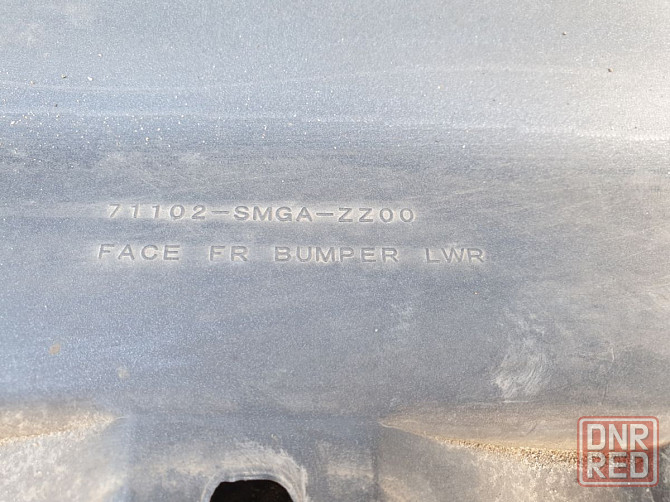 71102-SMGA-ZZ00
FACE FR BUMPER LWR
DNR
RED